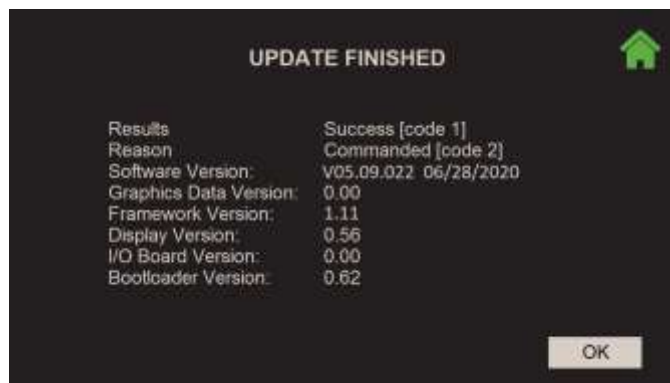 UPDATE FINISHED
Results Success [code 1]
Reason Commanded [code 2]
Software Version: V05.09.022 06/28/2020
Graphics Data Version: 0.00
Framework Version: 1.11
Display Version: 0.56
I/O Board Version: 0.00
Bootloader Version: 0.62
OK